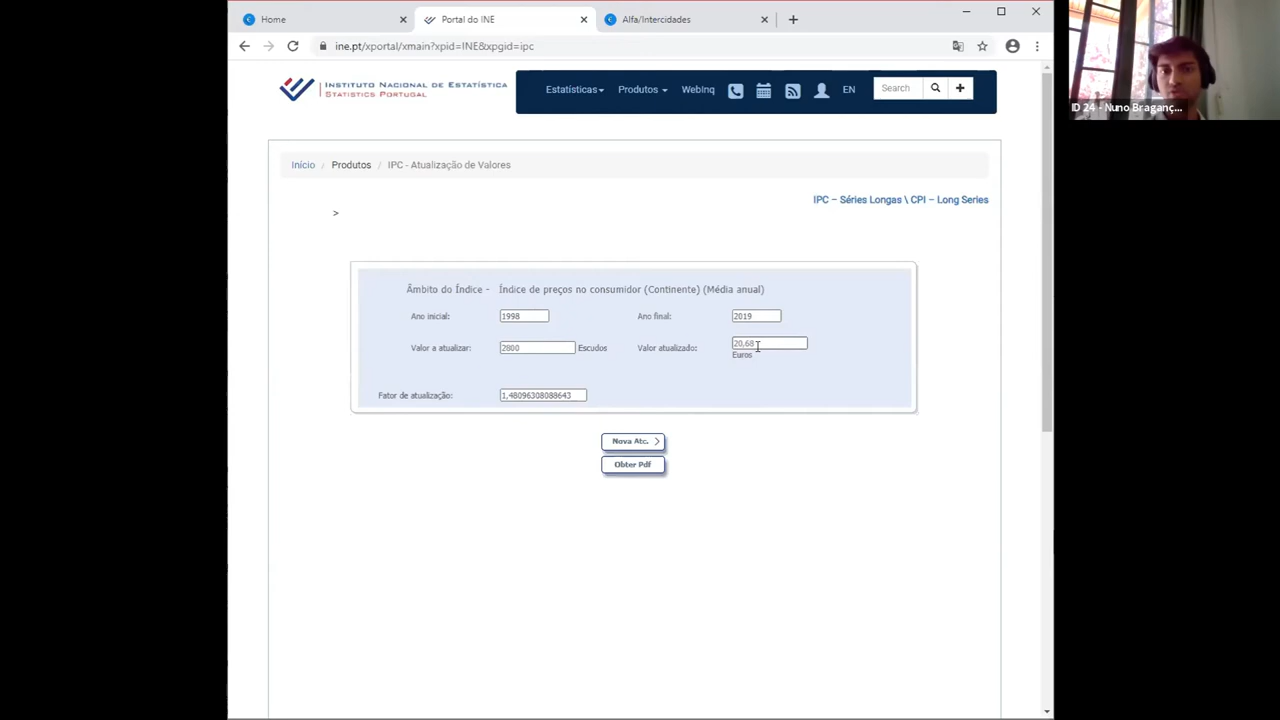 Home
Portal do INE
Alfa/Intercidades
ine.pt/xportal/xmain?xpid=INE&xpgid=ipc
INSTITUTO NACIONAL DE ESTATÍSTICA
STATISTICS PORTUGAL
Estatísticas
Produtos
WebInq
EN
Search
ID 24 - Nuno Braganç...
Início / Produtos / IPC - Atualização de Valores
IPC – Séries Longas \ CPI – Long Series
>
Âmbito do Índice - Índice de preços no consumidor (Continente) (Média anual)
Ano inicial: 1998 Ano final: 2019
Valor a atualizar: 2800 Escudos Valor atualizado: 20,68
Euros
Fator de atualização: 1,48096308088643
Nova Atc.
Obter Pdf